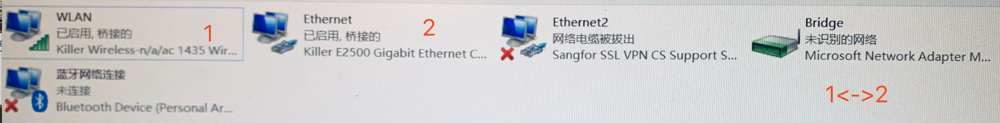 WLAN
已启用, 桥接的
Killer Wireless-n/a/ac 1435 Wir...
1
Ethernet
已启用, 桥接的
Killer E2500 Gigabit Ethernet C...
2
Ethernet2
网络电缆被拔出
Sangfor SSL VPN CS Support S...
Bridge
未识别的网络
Microsoft Network Adapter M...
蓝牙网络连接
未连接
Bluetooth Device (Personal Ar...
1<->2